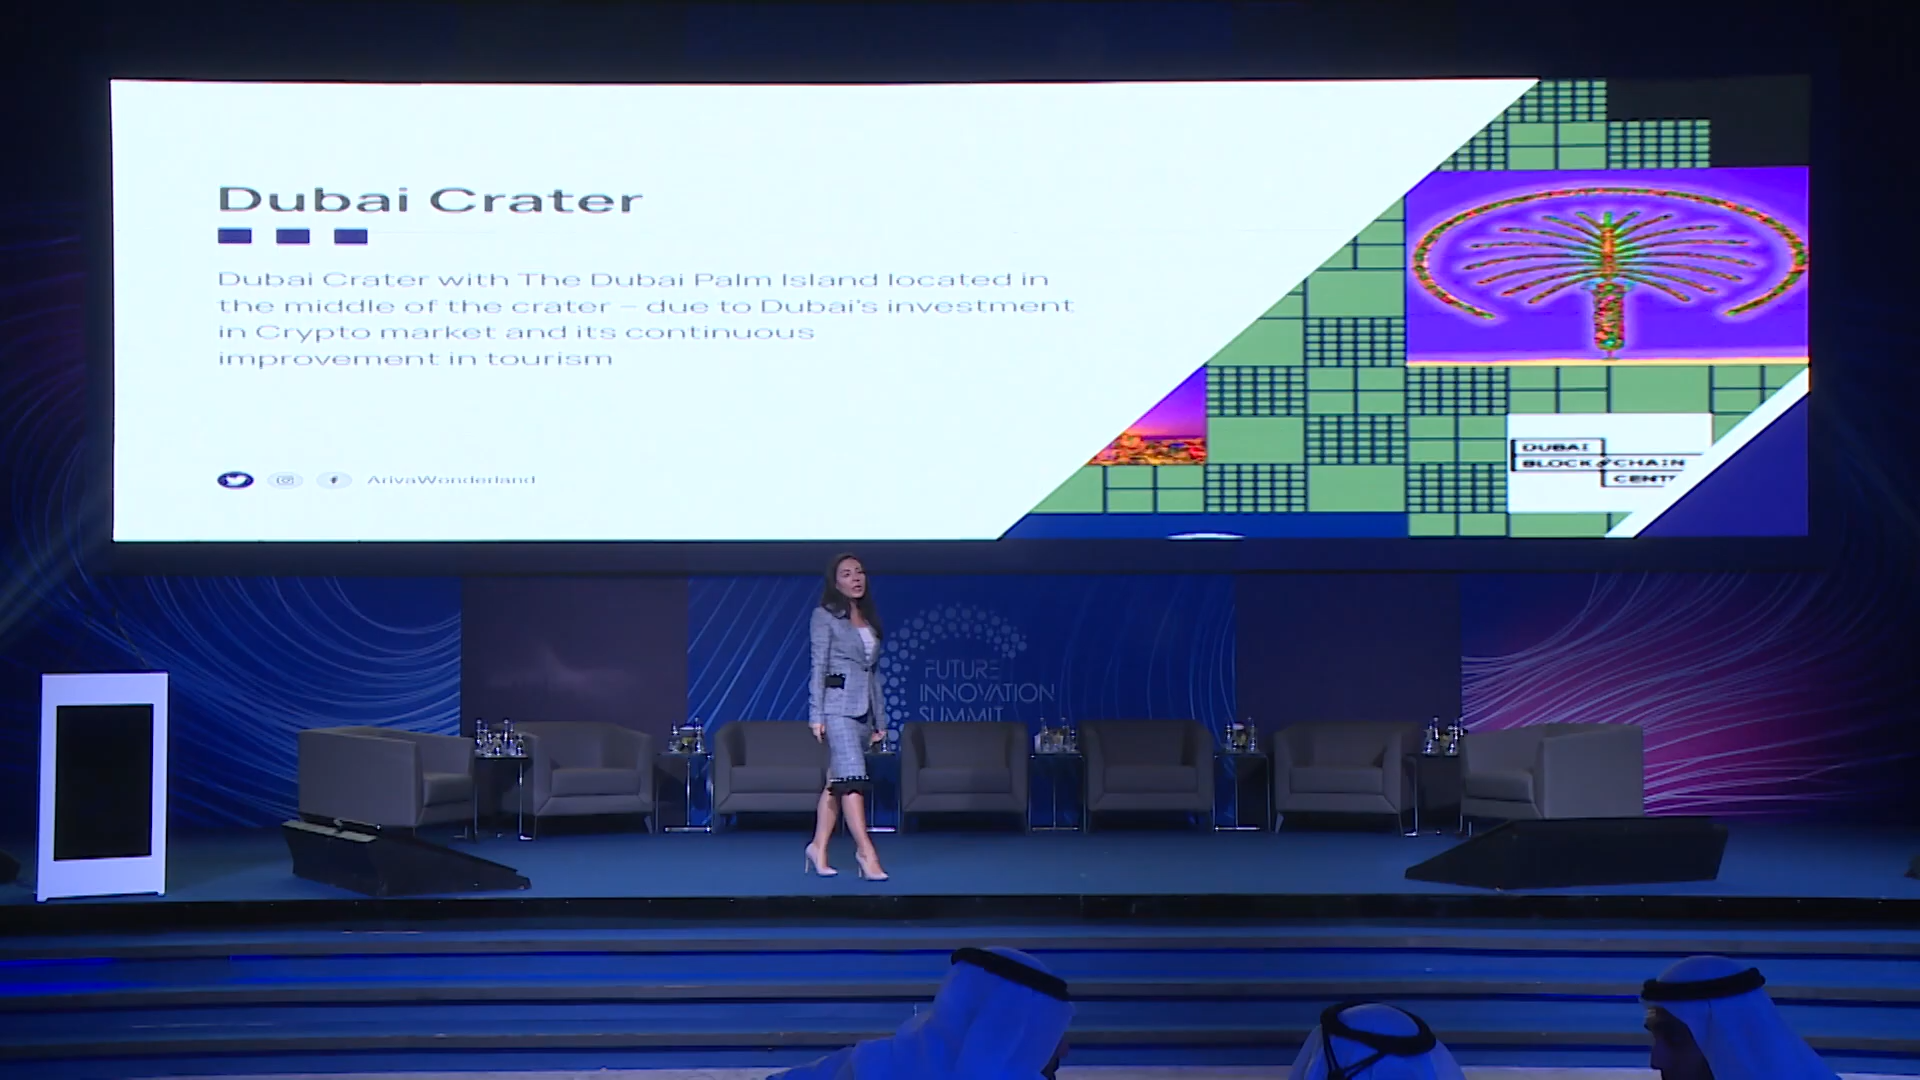 Dubai Crater
Dubai Crater with The Dubai Palm Island located in
the middle of the crater – due to Dubai's investment
in Crypto market and its continuous
improvement in tourism
ArivaWonderland
DUBAI
BLOCKCHAIN
FUTURE
INNOVATION
SUMMIT